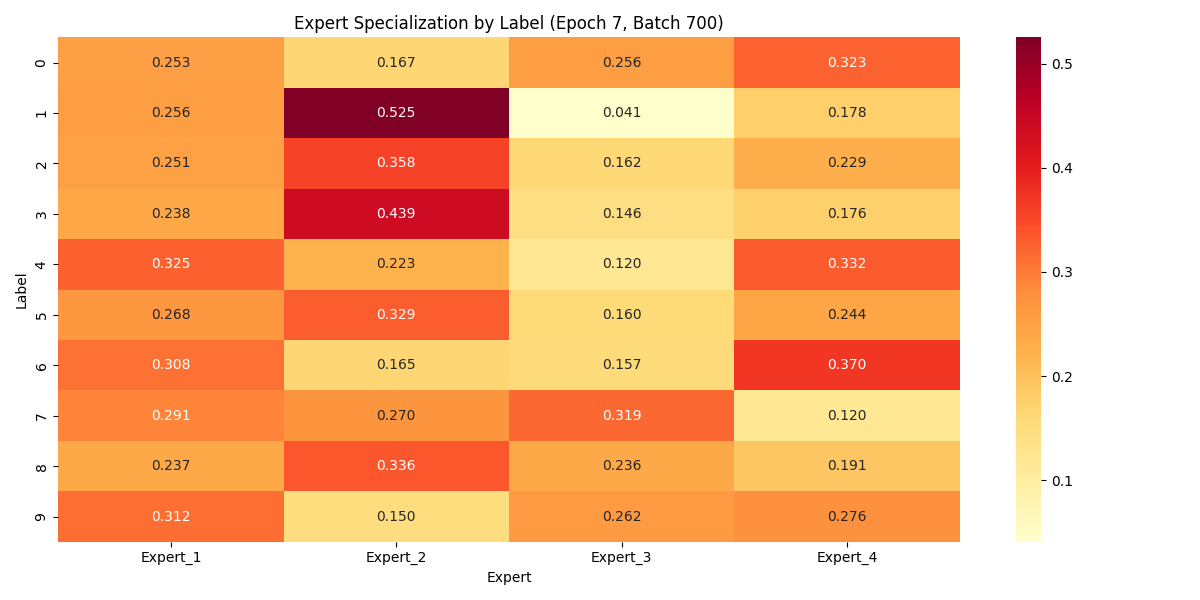 Expert Specialization by Label (Epoch 7, Batch 700)
0 0.253 0.167 0.256 0.323
1 0.256 0.525 0.041 0.178
2 0.251 0.358 0.162 0.229
3 0.238 0.439 0.146 0.176
4 0.325 0.223 0.120 0.332
5 0.268 0.329 0.160 0.244
6 0.308 0.165 0.157 0.370
7 0.291 0.270 0.319 0.120
8 0.237 0.336 0.236 0.191
9 0.312 0.150 0.262 0.276
Label
Expert_1 Expert_2 Expert_3 Expert_4
Expert
0.5
0.4
0.3
0.2
0.1